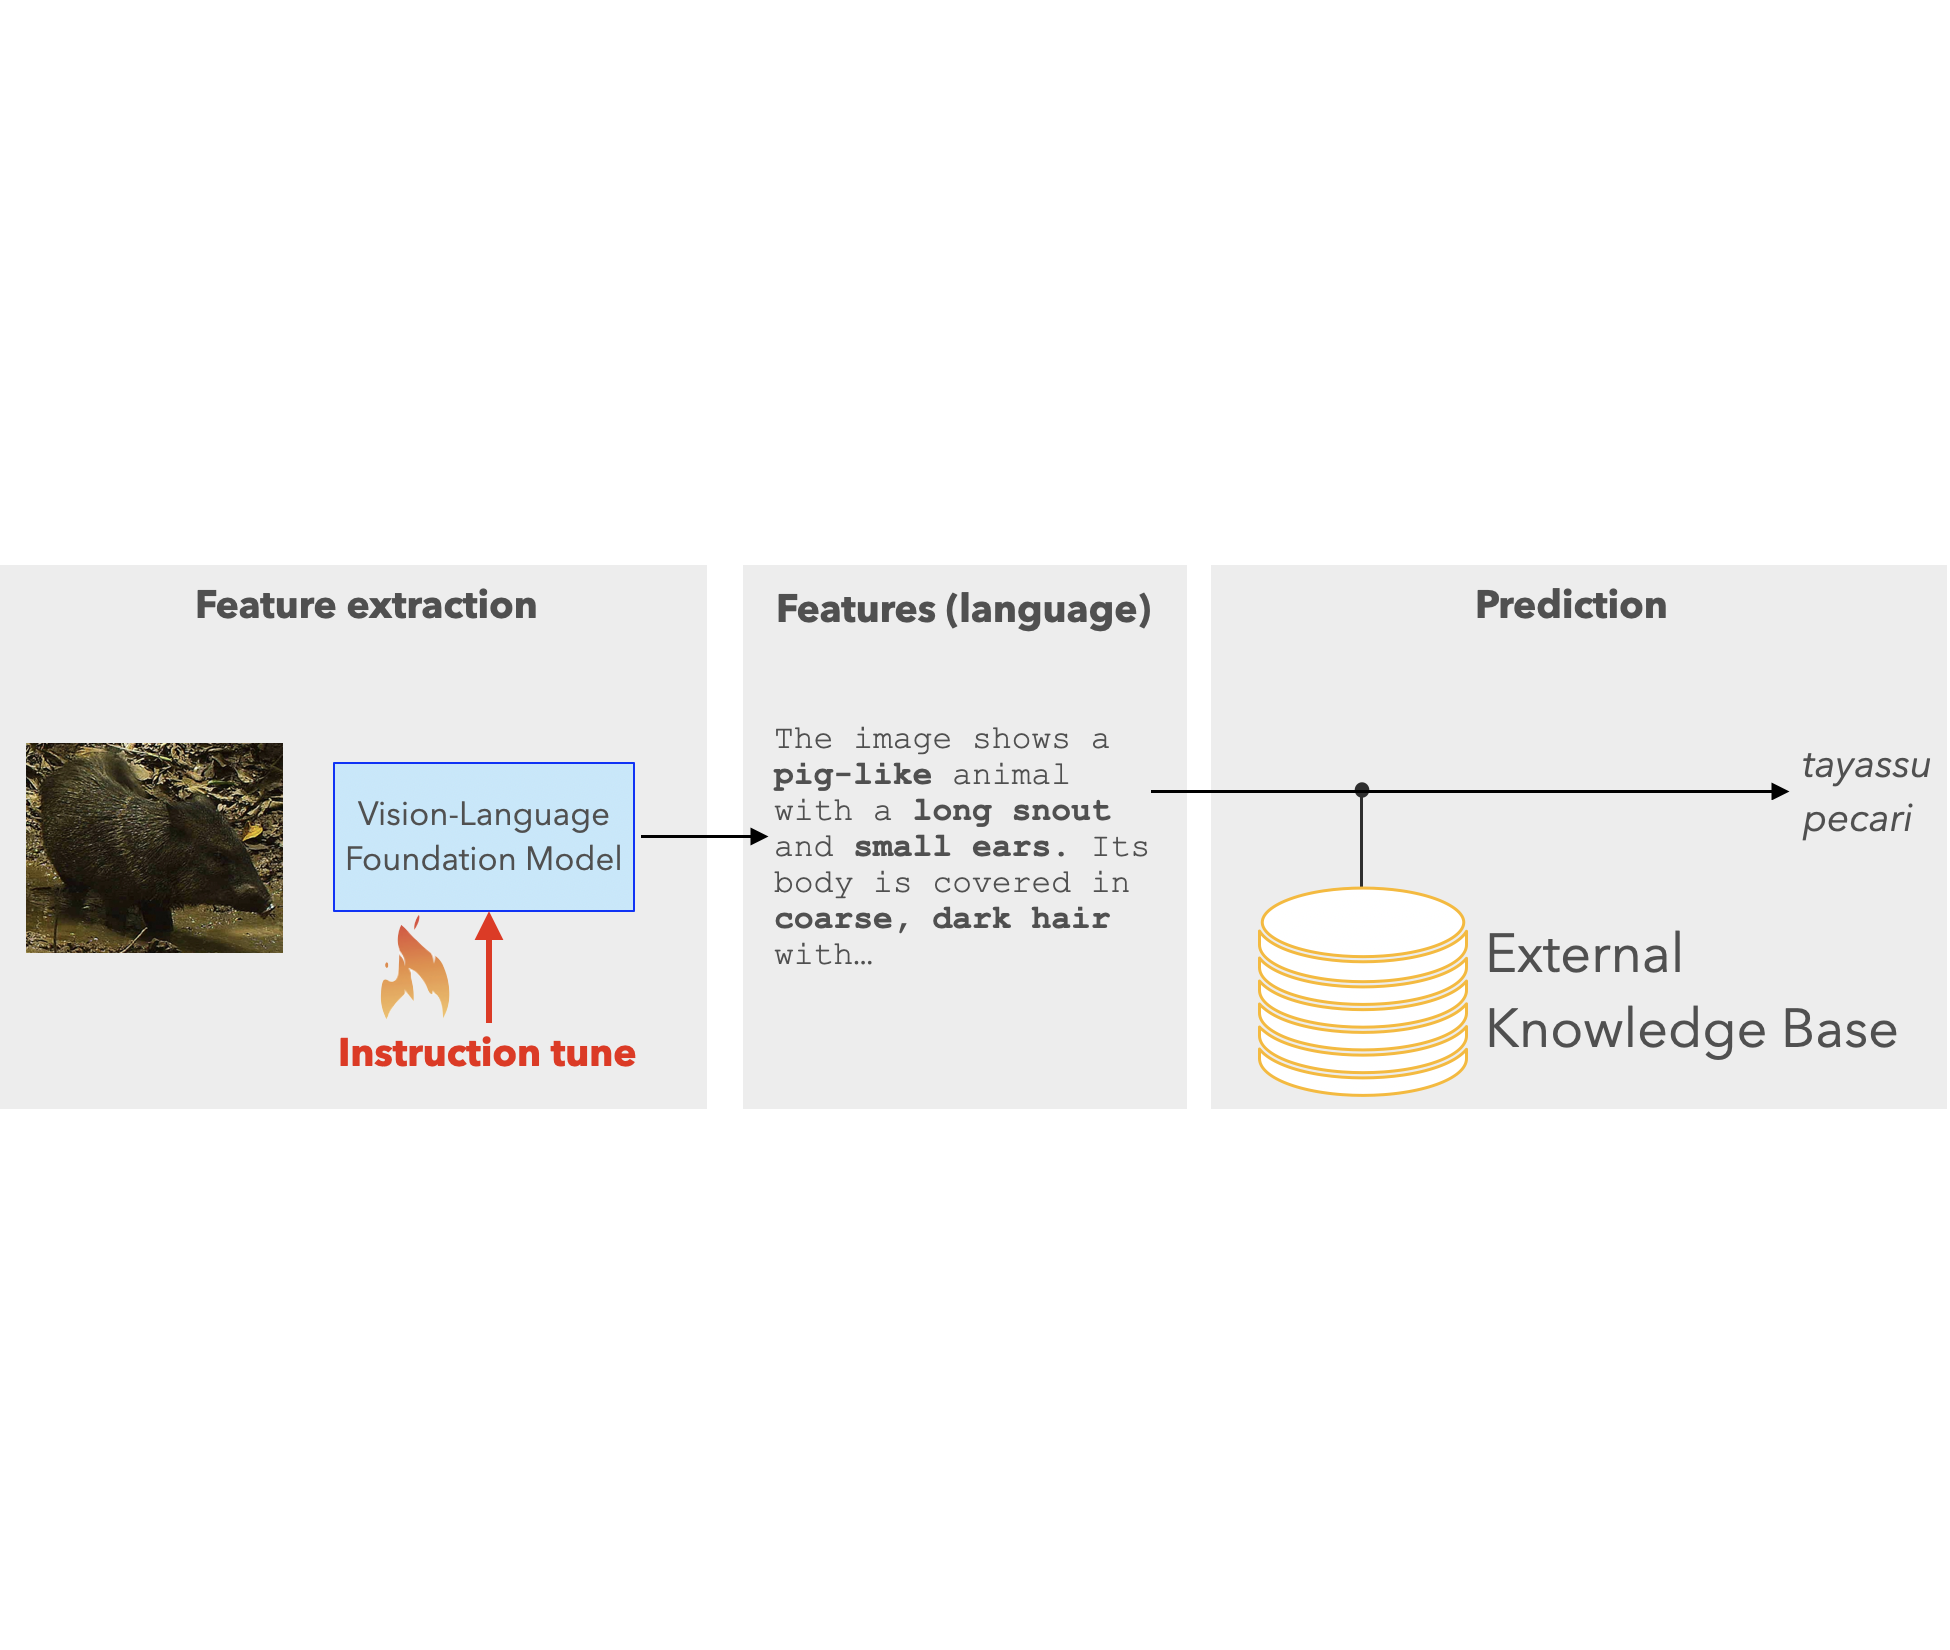 Feature extraction
Vision-Language
Foundation Model
Instruction tune
Features (language)
The image shows a
pig-like animal
with a long snout
and small ears. Its
body is covered in
coarse, dark hair
with…
Prediction
tayassu
pecari
External
Knowledge Base